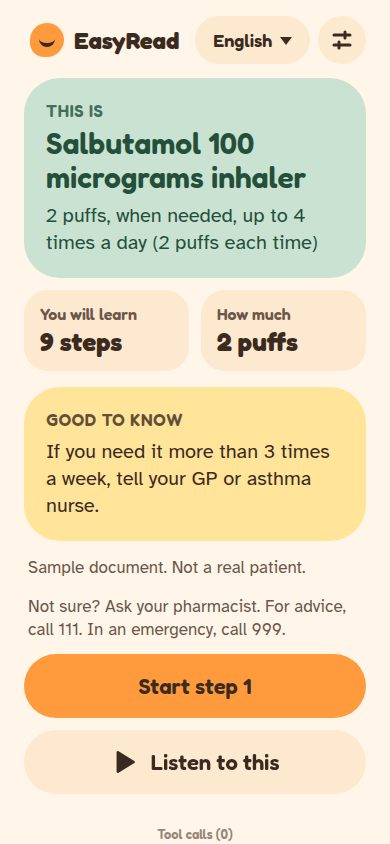 EasyRead
English
THIS IS
Salbutamol 100
micrograms inhaler
2 puffs, when needed, up to 4
times a day (2 puffs each time)
You will learn
9 steps
How much
2 puffs
GOOD TO KNOW
If you need it more than 3 times
a week, tell your GP or asthma
nurse.
Sample document. Not a real patient.
Not sure? Ask your pharmacist. For advice,
call 111. In an emergency, call 999.
Start step 1
Listen to this
Tool calls (0)